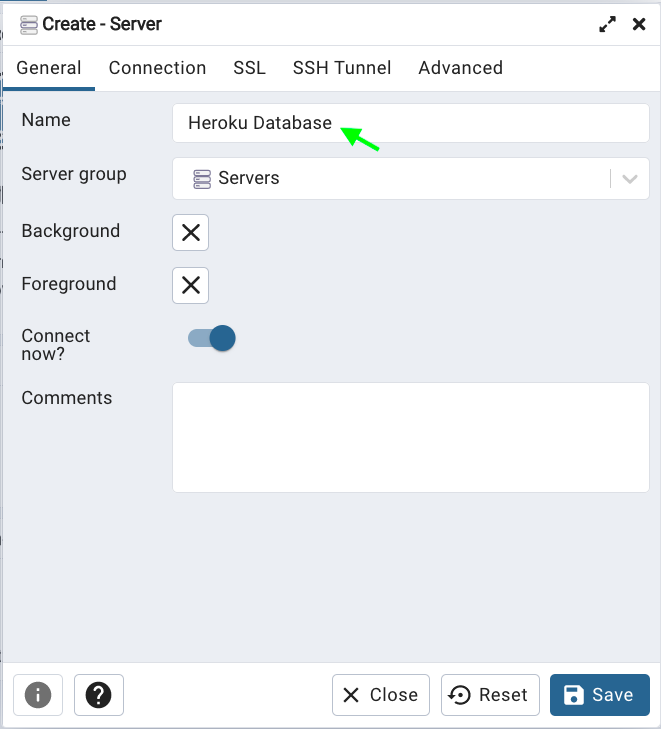 Create - Server
General Connection SSL SSH Tunnel Advanced
Name Heroku Database
Server group Servers
Background
Foreground
Connect
now?
Comments
Close Reset Save